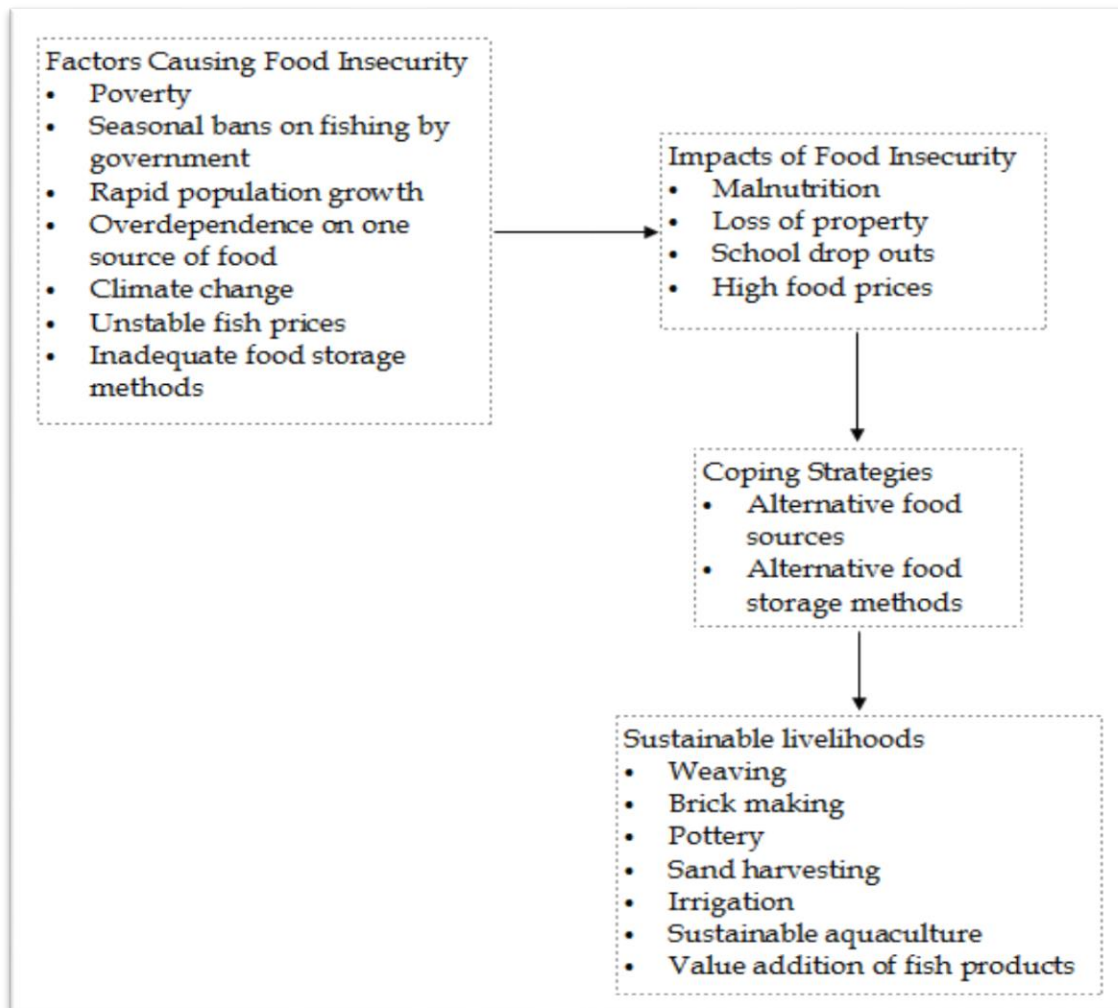 Factors Causing Food Insecurity
• Poverty
• Seasonal bans on fishing by
government
• Rapid population growth
• Overdependence on one
source of food
• Climate change
• Unstable fish prices
• Inadequate food storage
methods
Impacts of Food Insecurity
• Malnutrition
• Loss of property
• School drop outs
• High food prices
Coping Strategies
• Alternative food
sources
• Alternative food
storage methods
Sustainable livelihoods
• Weaving
• Brick making
• Pottery
• Sand harvesting
• Irrigation
• Sustainable aquaculture
• Value addition of fish products